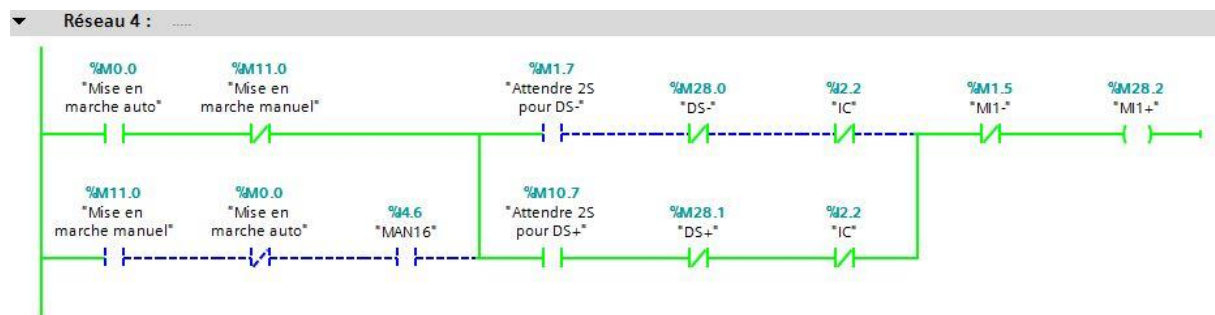 Réseau 4 : .....
%M0.0
"Mise en
marche auto"
%M11.0
"Mise en
marche manuel"
%M1.7
"Attendre 2S
pour DS-"
%M28.0
"DS-"
%I2.2
"IC"
%M1.5
"MI1-"
%M28.2
"MI1+"
%M11.0
"Mise en
marche manuel"
%M0.0
"Mise en
marche auto"
%I4.6
"MAN16"
%M10.7
"Attendre 2S
pour DS+"
%M28.1
"DS+"
%I2.2
"IC"